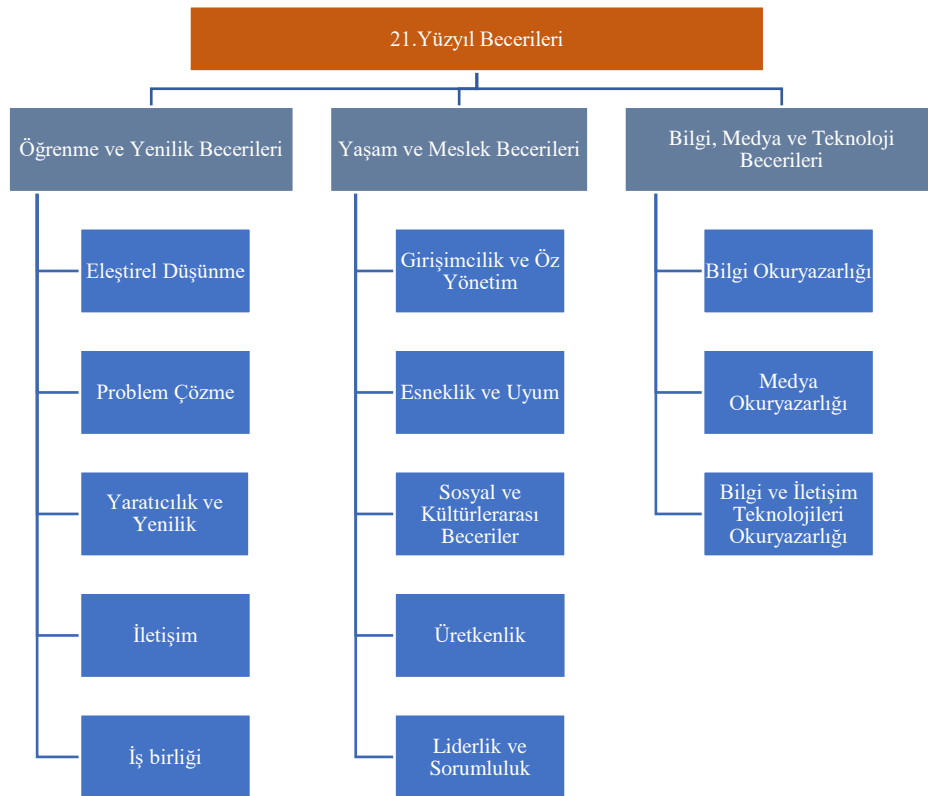 21.Yüzyıl Becerileri
Öğrenme ve Yenilik Becerileri
Eleştirel Düşünme
Problem Çözme
Yaratıcılık ve
Yenilik
İletişim
İş birliği
Yaşam ve Meslek Becerileri
Girişimcilik ve Öz
Yönetim
Esneklik ve Uyum
Sosyal ve
Kültürlerarası
Beceriler
Üretkenlik
Liderlik ve
Sorumluluk
Bilgi, Medya ve Teknoloji
Becerileri
Bilgi Okuryazarlığı
Medya
Okuryazarlığı
Bilgi ve İletişim
Teknolojileri
Okuryazarlığı